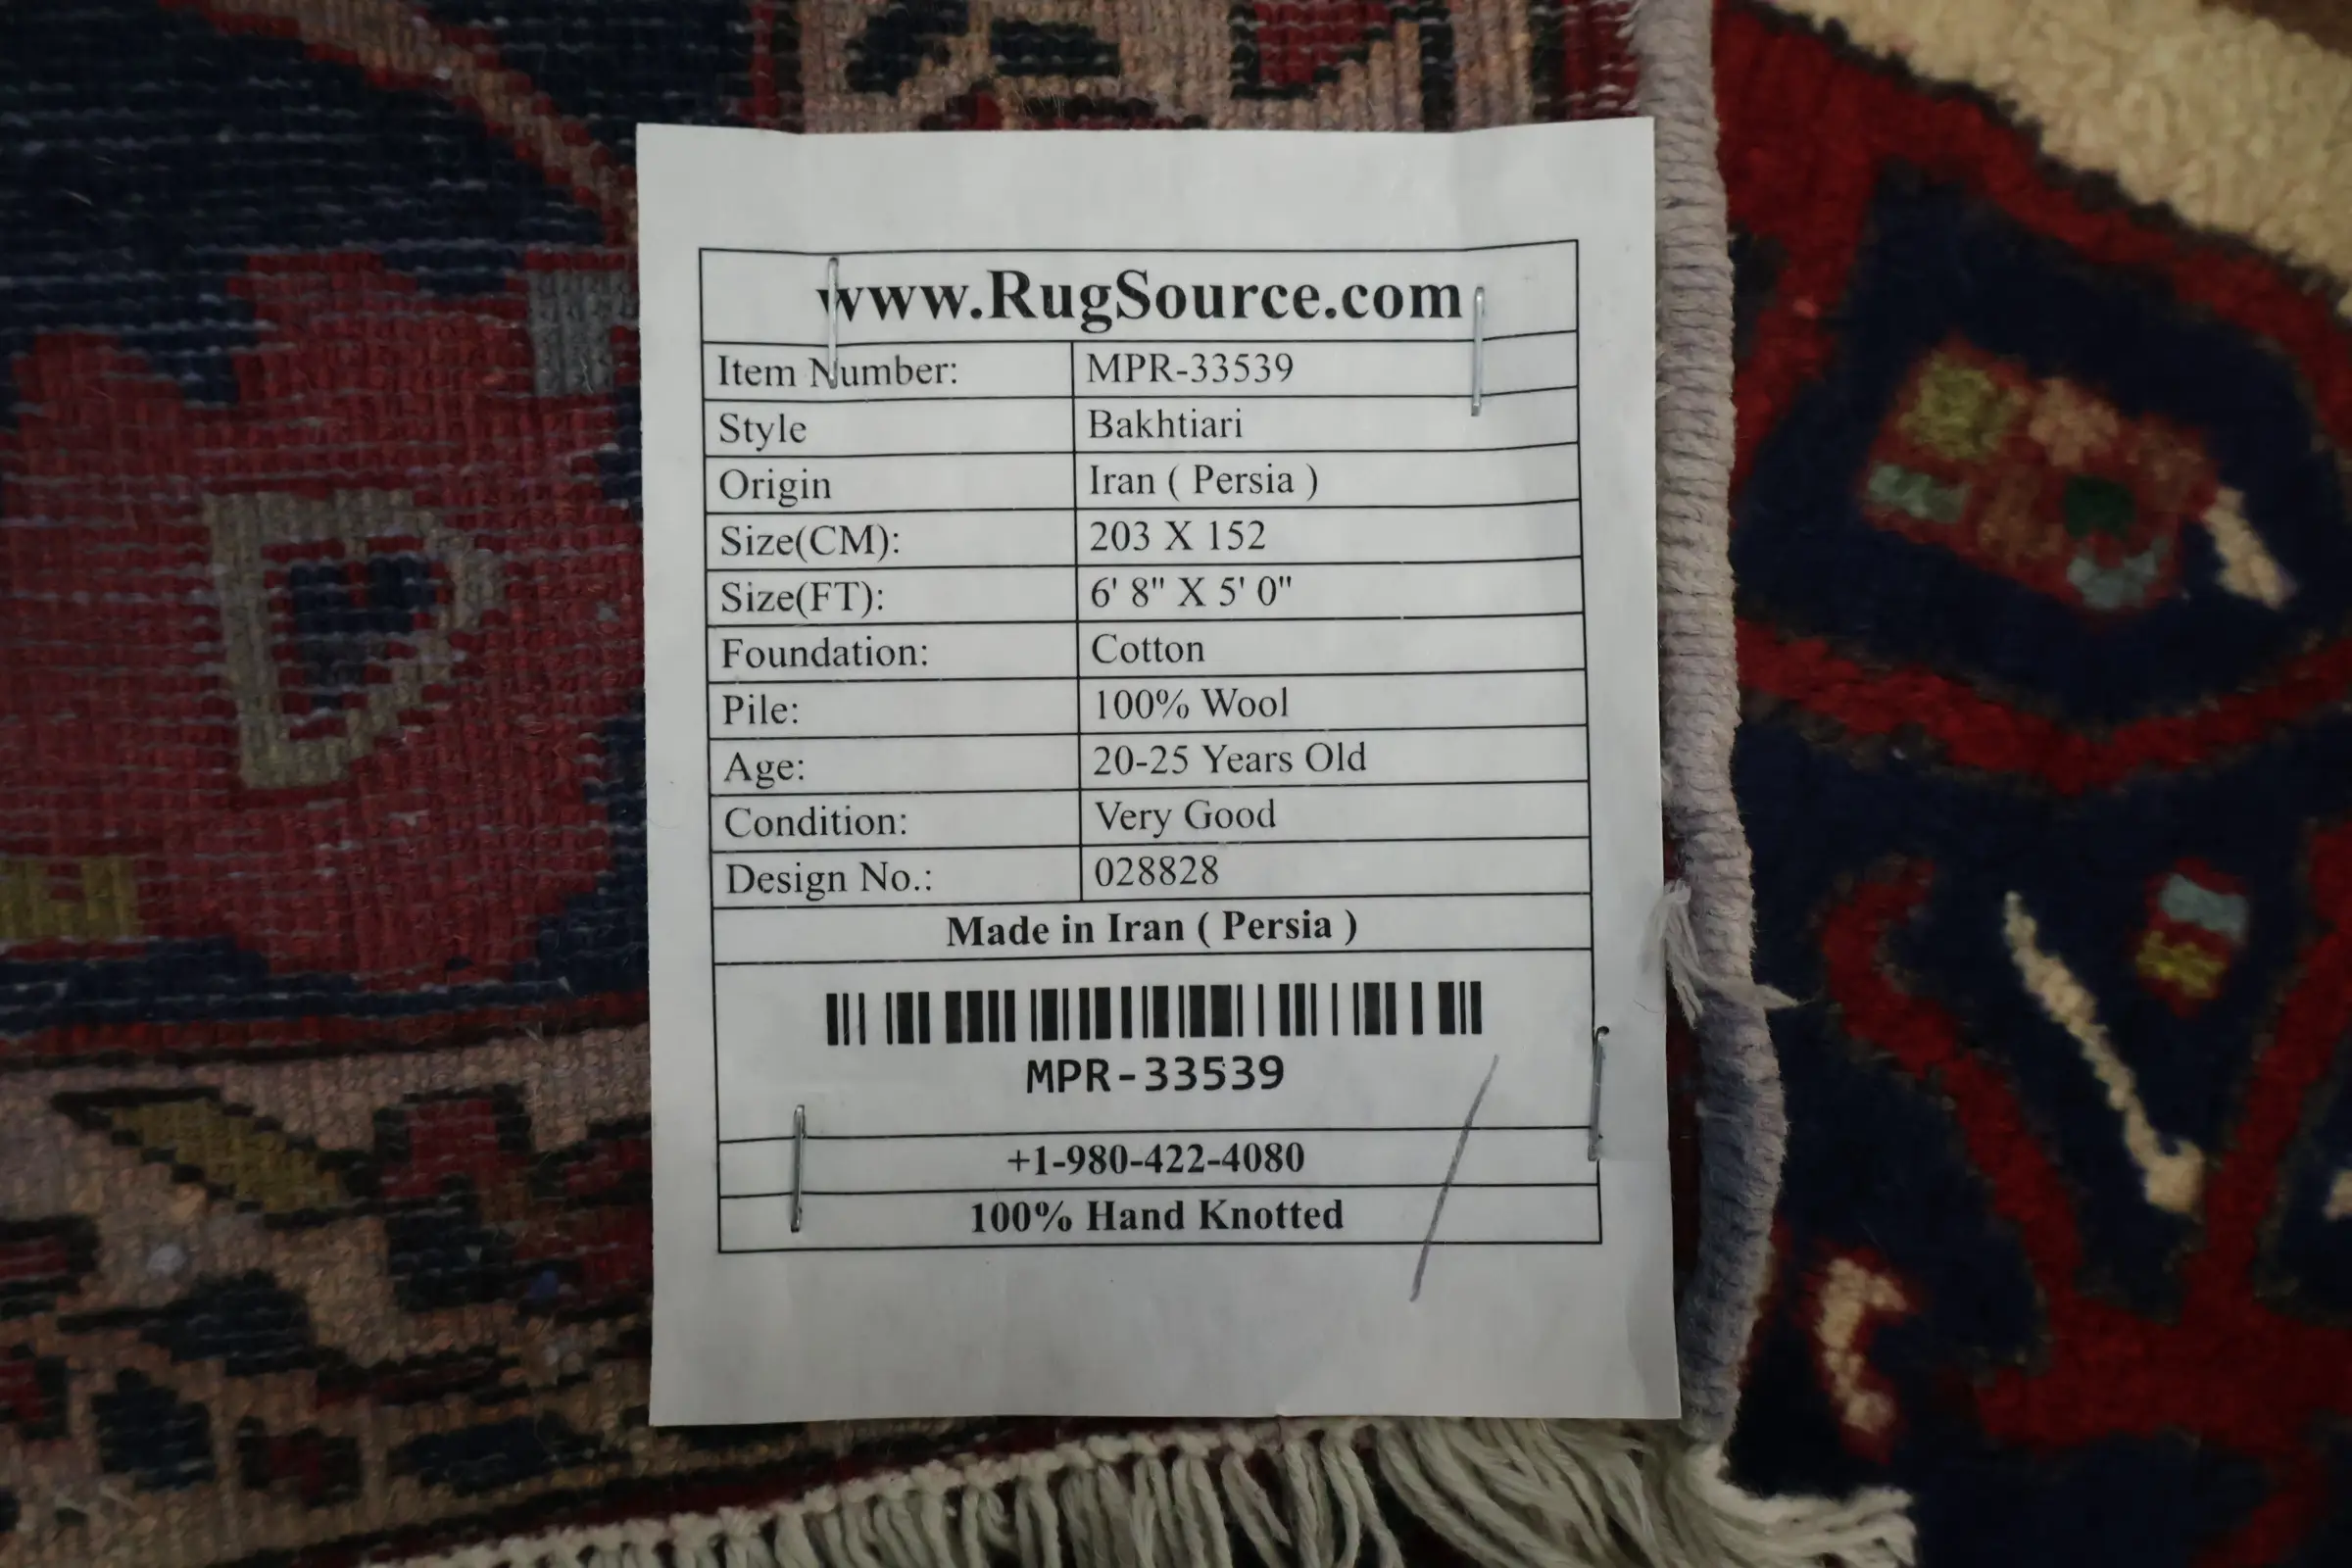 www.RugSource.com
Item Number: MPR-33539
Style Bakhtiari
Origin Iran ( Persia )
Size(CM): 203 X 152
Size(FT): 6' 8" X 5' 0"
Foundation: Cotton
Pile: 100% Wool
Age: 20-25 Years Old
Condition: Very Good
Design No.: 028828
Made in Iran ( Persia )
MPR-33539
+1-980-422-4080
100% Hand Knotted